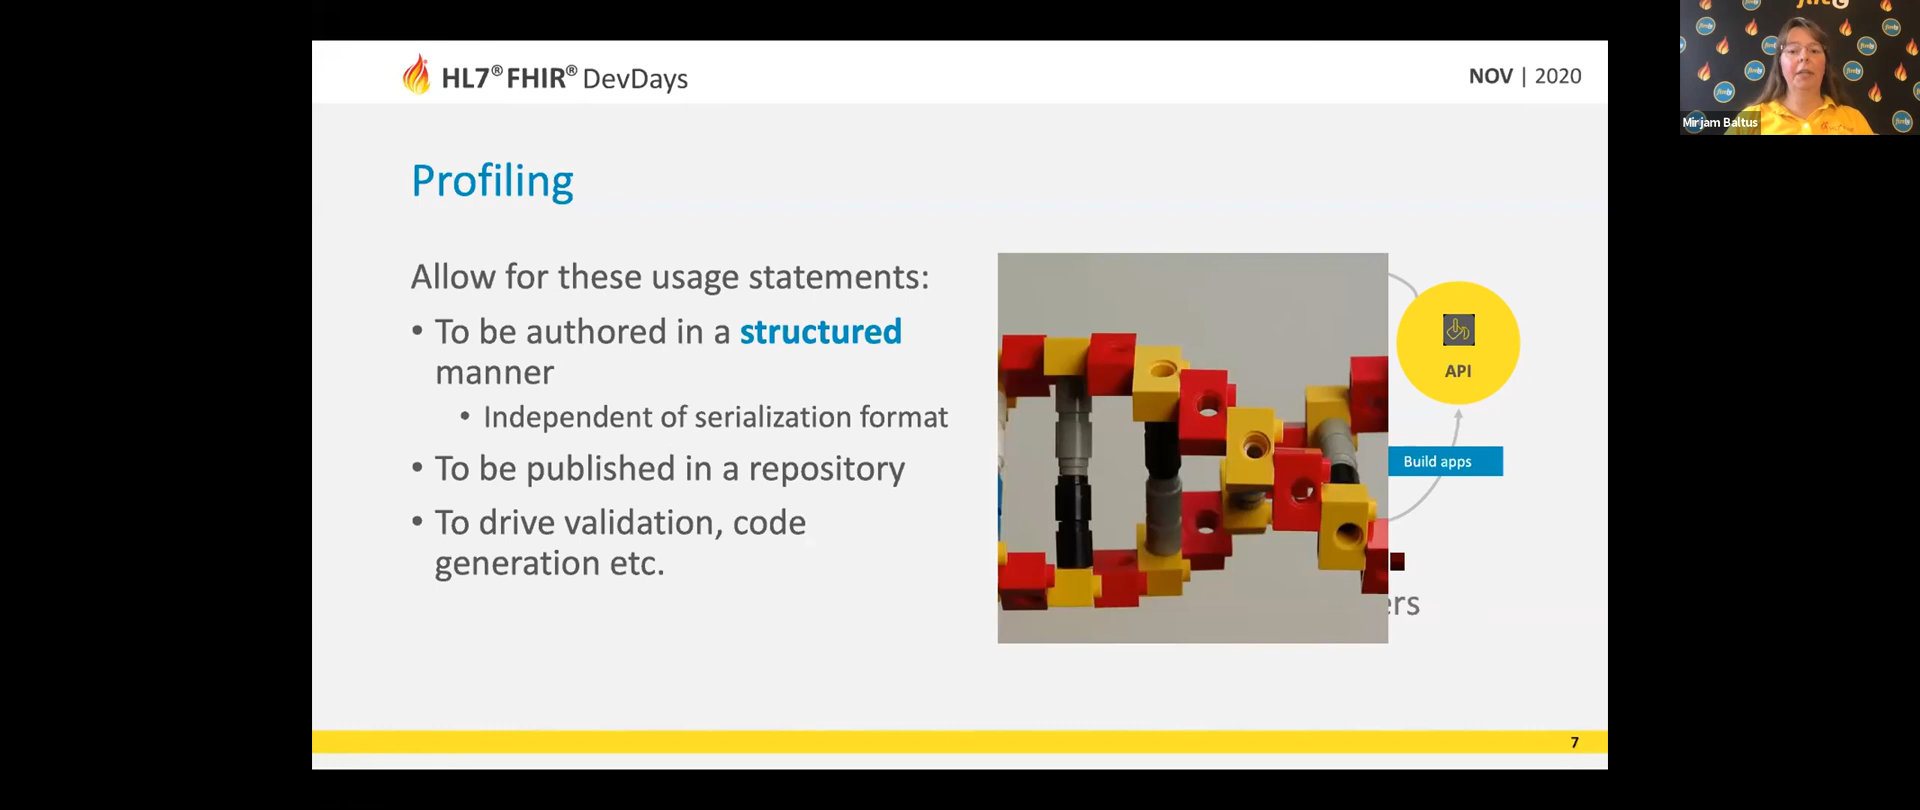 HL7® FHIR® DevDays
NOV | 2020
Profiling
Allow for these usage statements:
• To be authored in a structured
manner
• Independent of serialization format
• To be published in a repository
• To drive validation, code
generation etc.
API
Build apps
ers
7
Mirjam Baltus